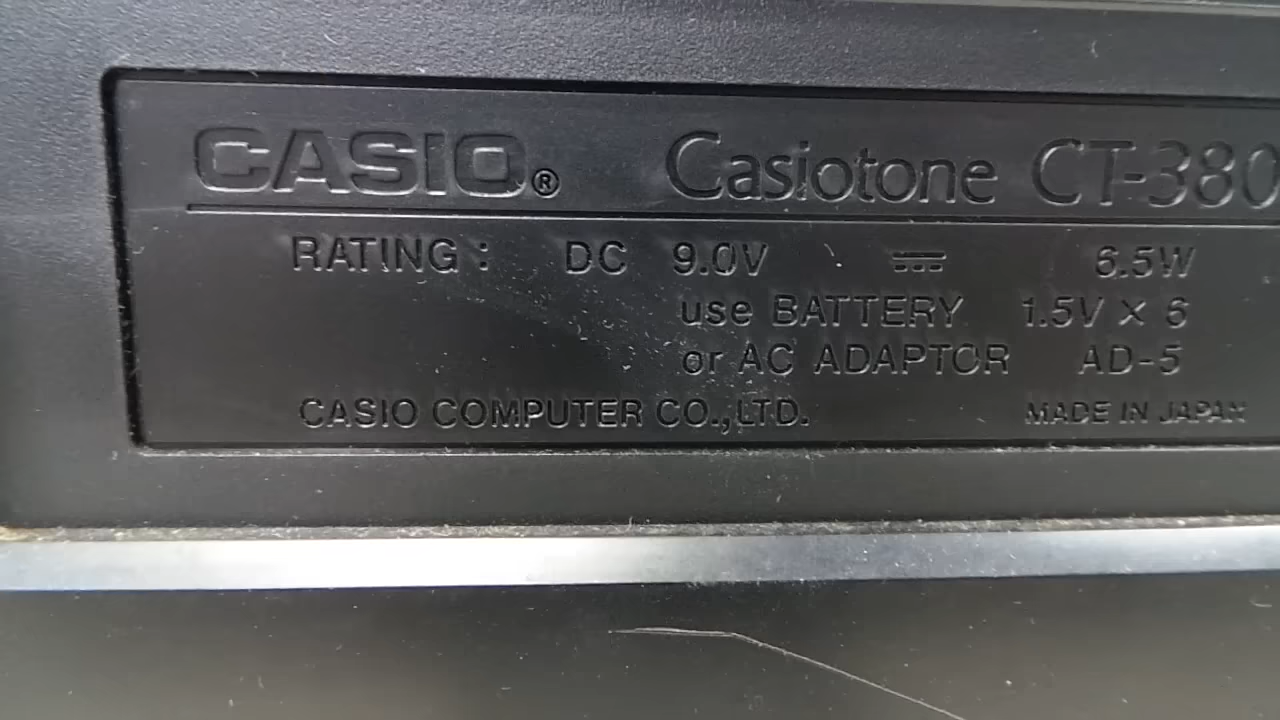 CASIO® Casiotone CT-380
RATING : DC 9.0V ⎓ 6.5W
use BATTERY 1.5V × 6
or AC ADAPTOR AD-5
CASIO COMPUTER CO.,LTD. MADE IN JAPAN